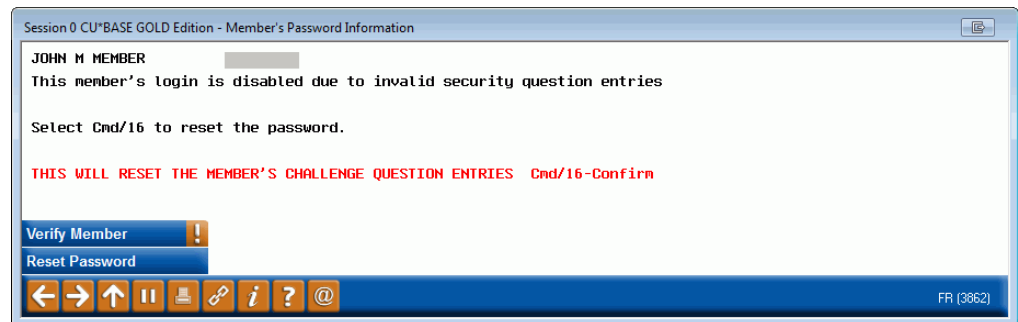 Session 0 CU*BASE GOLD Edition - Member's Password Information
JOHN M MEMBER
This member's login is disabled due to invalid security question entries
Select Cmd/16 to reset the password.
THIS WILL RESET THE MEMBER'S CHALLENGE QUESTION ENTRIES Cmd/16-Confirm
Verify Member !
Reset Password
i ? @ FR (3862)